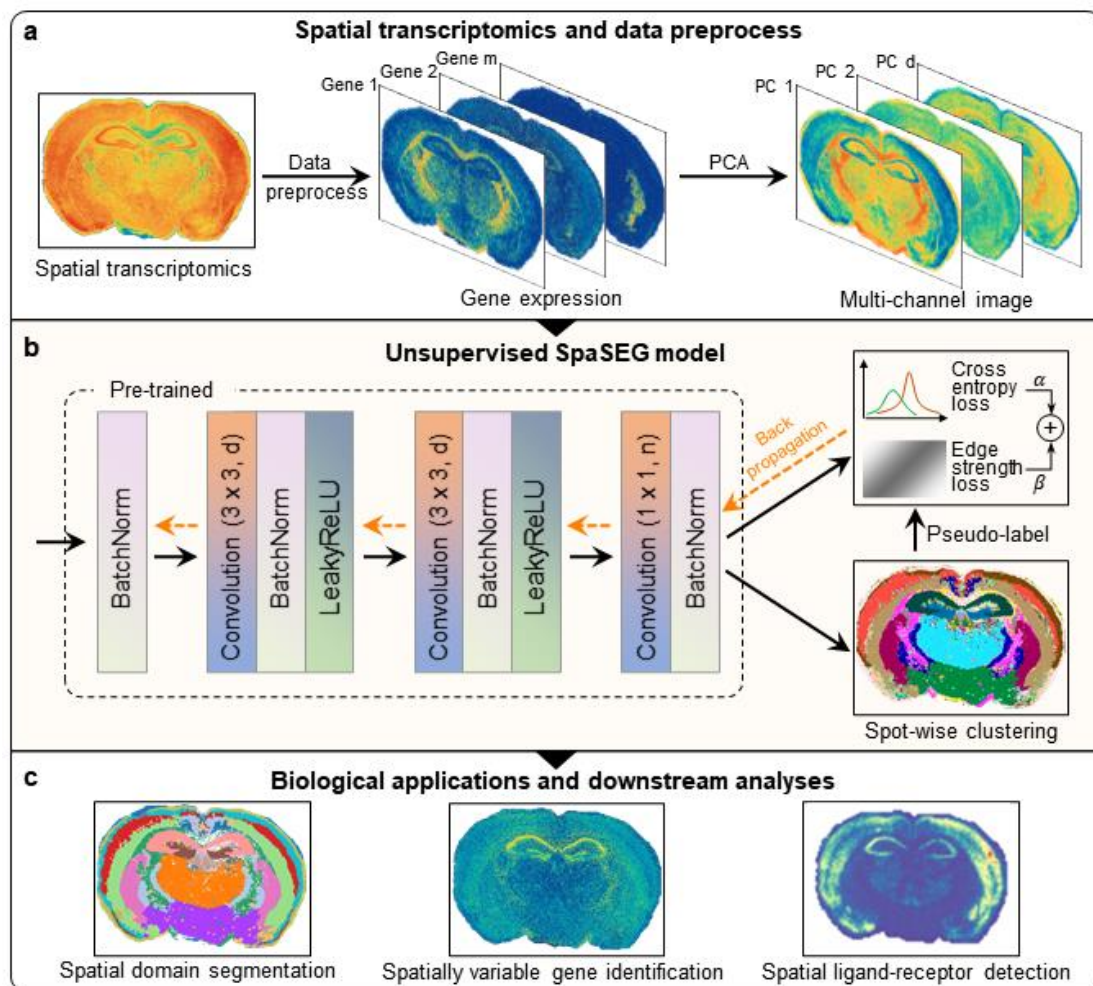 a
Spatial transcriptomics and data preprocess
Gene 1
Gene 2
Gene m
PC 1
PC 2
PC d
Data
preprocess
PCA
Spatial transcriptomics
Gene expression
Multi-channel image
b
Unsupervised SpaSEG model
Pre-trained
BatchNorm
Convolution (3 x 3, d)
BatchNorm
LeakyReLU
Convolution (3 x 3, d)
BatchNorm
LeakyReLU
Convolution (1 x 1, n)
BatchNorm
Back
propagation
Cross
entropy
loss
α
+
Edge
strength
loss
β
Pseudo-label
Spot-wise clustering
c
Biological applications and downstream analyses
Spatial domain segmentation
Spatially variable gene identification
Spatial ligand-receptor detection